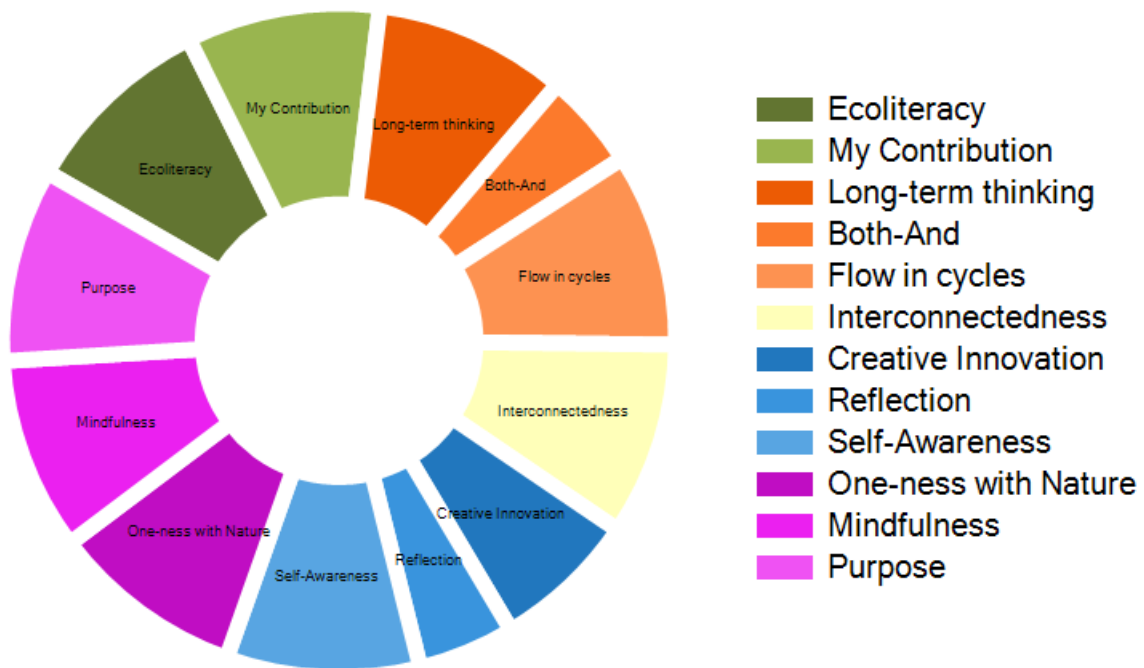 My Contribution
Long-term thinking
Both-And
Flow in cycles
Interconnectedness
Creative Innovation
Reflection
Self-Awareness
One-ness with Nature
Mindfulness
Purpose
Ecoliteracy
Ecoliteracy
My Contribution
Long-term thinking
Both-And
Flow in cycles
Interconnectedness
Creative Innovation
Reflection
Self-Awareness
One-ness with Nature
Mindfulness
Purpose